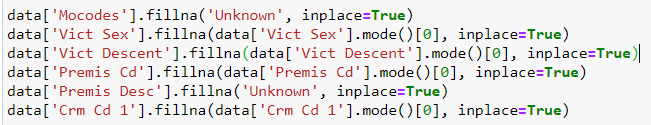 data['Mocodes'].fillna('Unknown', inplace=True)
data['Vict Sex'].fillna(data['Vict Sex'].mode()[0], inplace=True)
data['Vict Descent'].fillna(data['Vict Descent'].mode()[0], inplace=True)
data['Premis Cd'].fillna(data['Premis Cd'].mode()[0], inplace=True)
data['Premis Desc'].fillna('Unknown', inplace=True)
data['Crm Cd 1'].fillna(data['Crm Cd 1'].mode()[0], inplace=True)